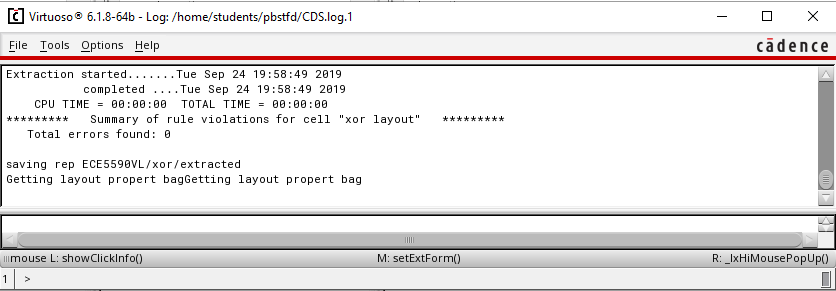 Virtuoso® 6.1.8-64b - Log: /home/students/pbstfd/CDS.log.1
File Tools Options Help
cādence
Extraction started.......Tue Sep 24 19:58:49 2019
completed ....Tue Sep 24 19:58:49 2019
CPU TIME = 00:00:00 TOTAL TIME = 00:00:00
********* Summary of rule violations for cell "xor layout" *********
Total errors found: 0
saving rep ECE5590VL/xor/extracted
Getting layout propert bagGetting layout propert bag
mouse L: showClickInfo() M: setExtForm() R: _lxHiMousePopUp()
1 >